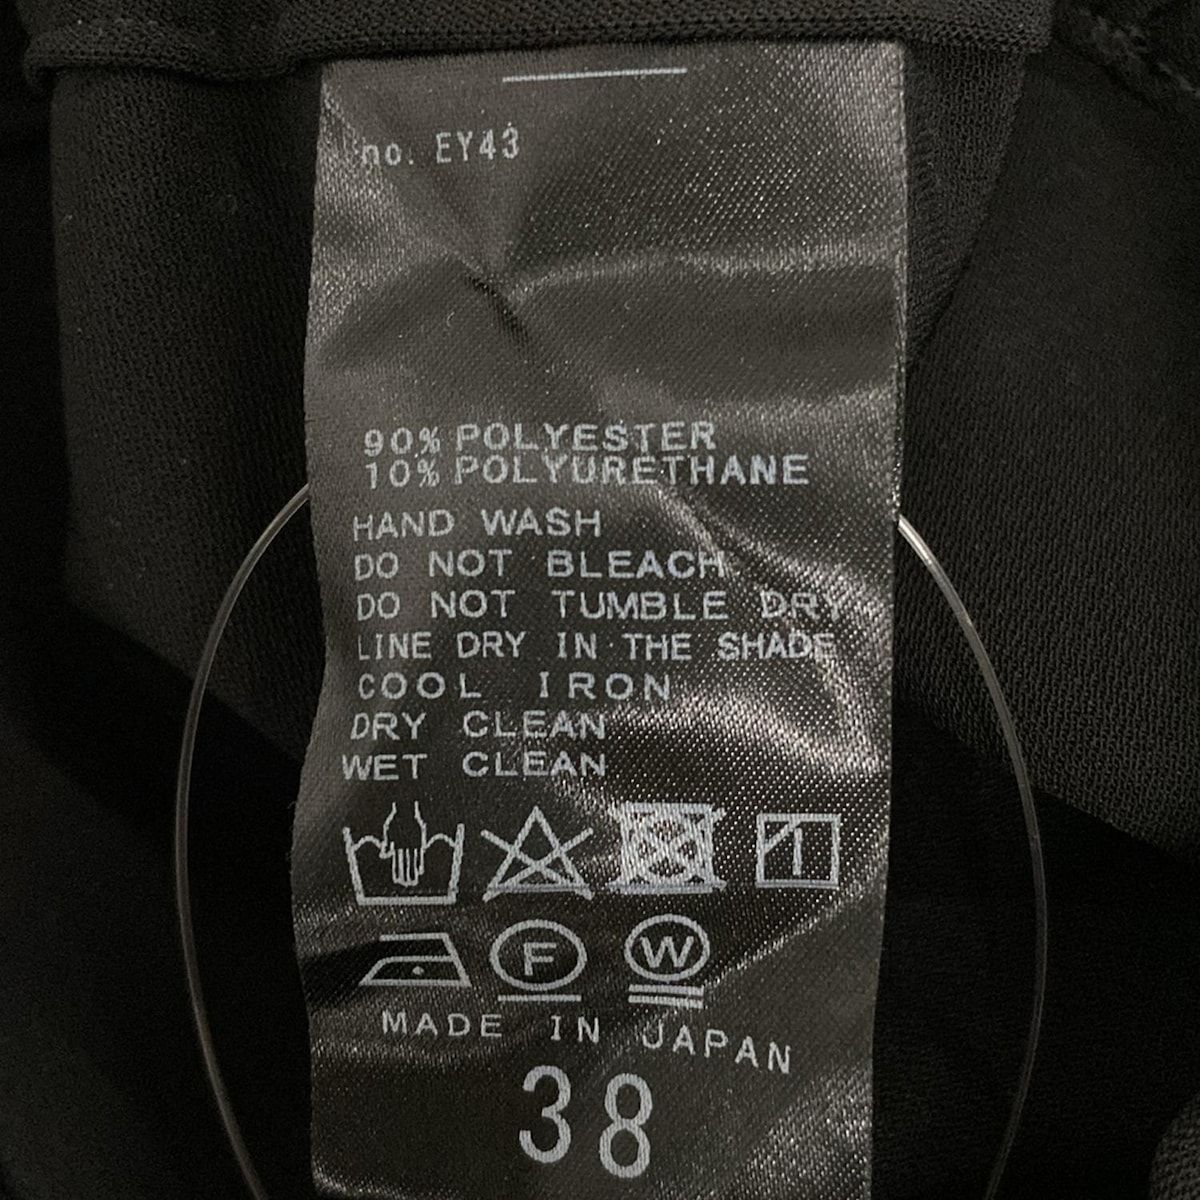 no. EY43
90% POLYESTER
10% POLYURETHANE
HAND WASH
DO NOT BLEACH
DO NOT TUMBLE DRY
LINE DRY IN THE SHADE
COOL IRON
DRY CLEAN
WET CLEAN
F W
MADE IN JAPAN
38